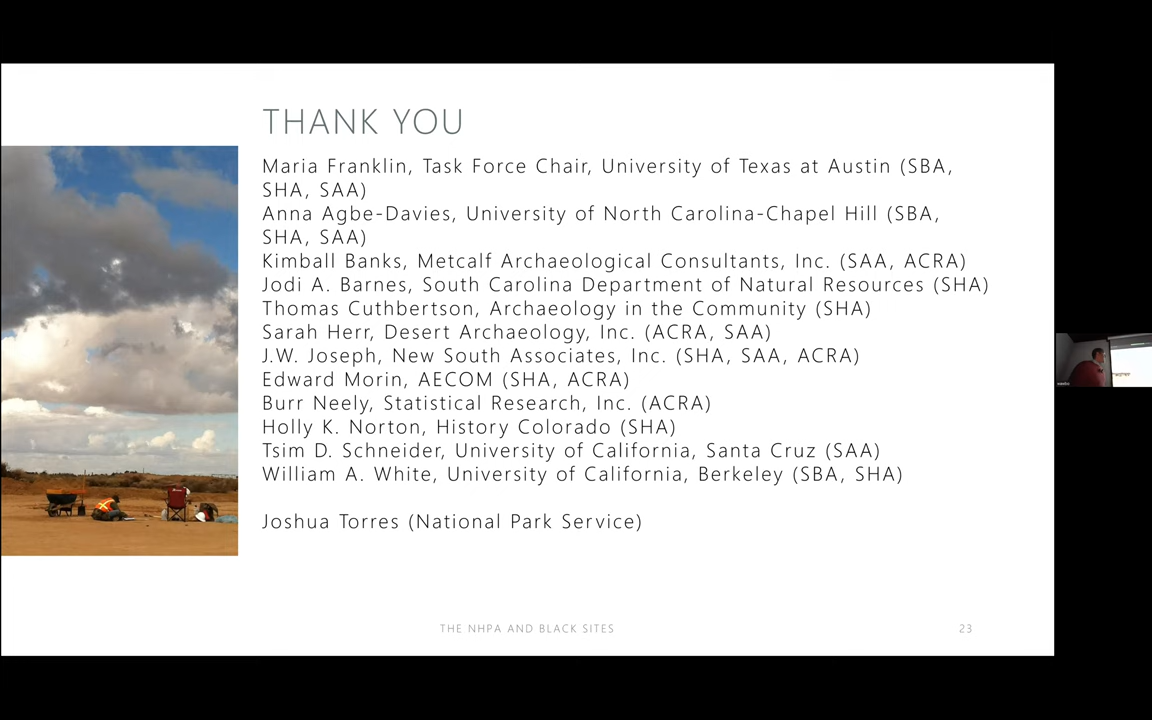 THANK YOU
Maria Franklin, Task Force Chair, University of Texas at Austin (SBA,
SHA, SAA)
Anna Agbe-Davies, University of North Carolina-Chapel Hill (SBA,
SHA, SAA)
Kimball Banks, Metcalf Archaeological Consultants, Inc. (SAA, ACRA)
Jodi A. Barnes, South Carolina Department of Natural Resources (SHA)
Thomas Cuthbertson, Archaeology in the Community (SHA)
Sarah Herr, Desert Archaeology, Inc. (ACRA, SAA)
J.W. Joseph, New South Associates, Inc. (SHA, SAA, ACRA)
Edward Morin, AECOM (SHA, ACRA)
Burr Neely, Statistical Research, Inc. (ACRA)
Holly K. Norton, History Colorado (SHA)
Tsim D. Schneider, University of California, Santa Cruz (SAA)
William A. White, University of California, Berkeley (SBA, SHA)
Joshua Torres (National Park Service)
THE NHPA AND BLACK SITES
23